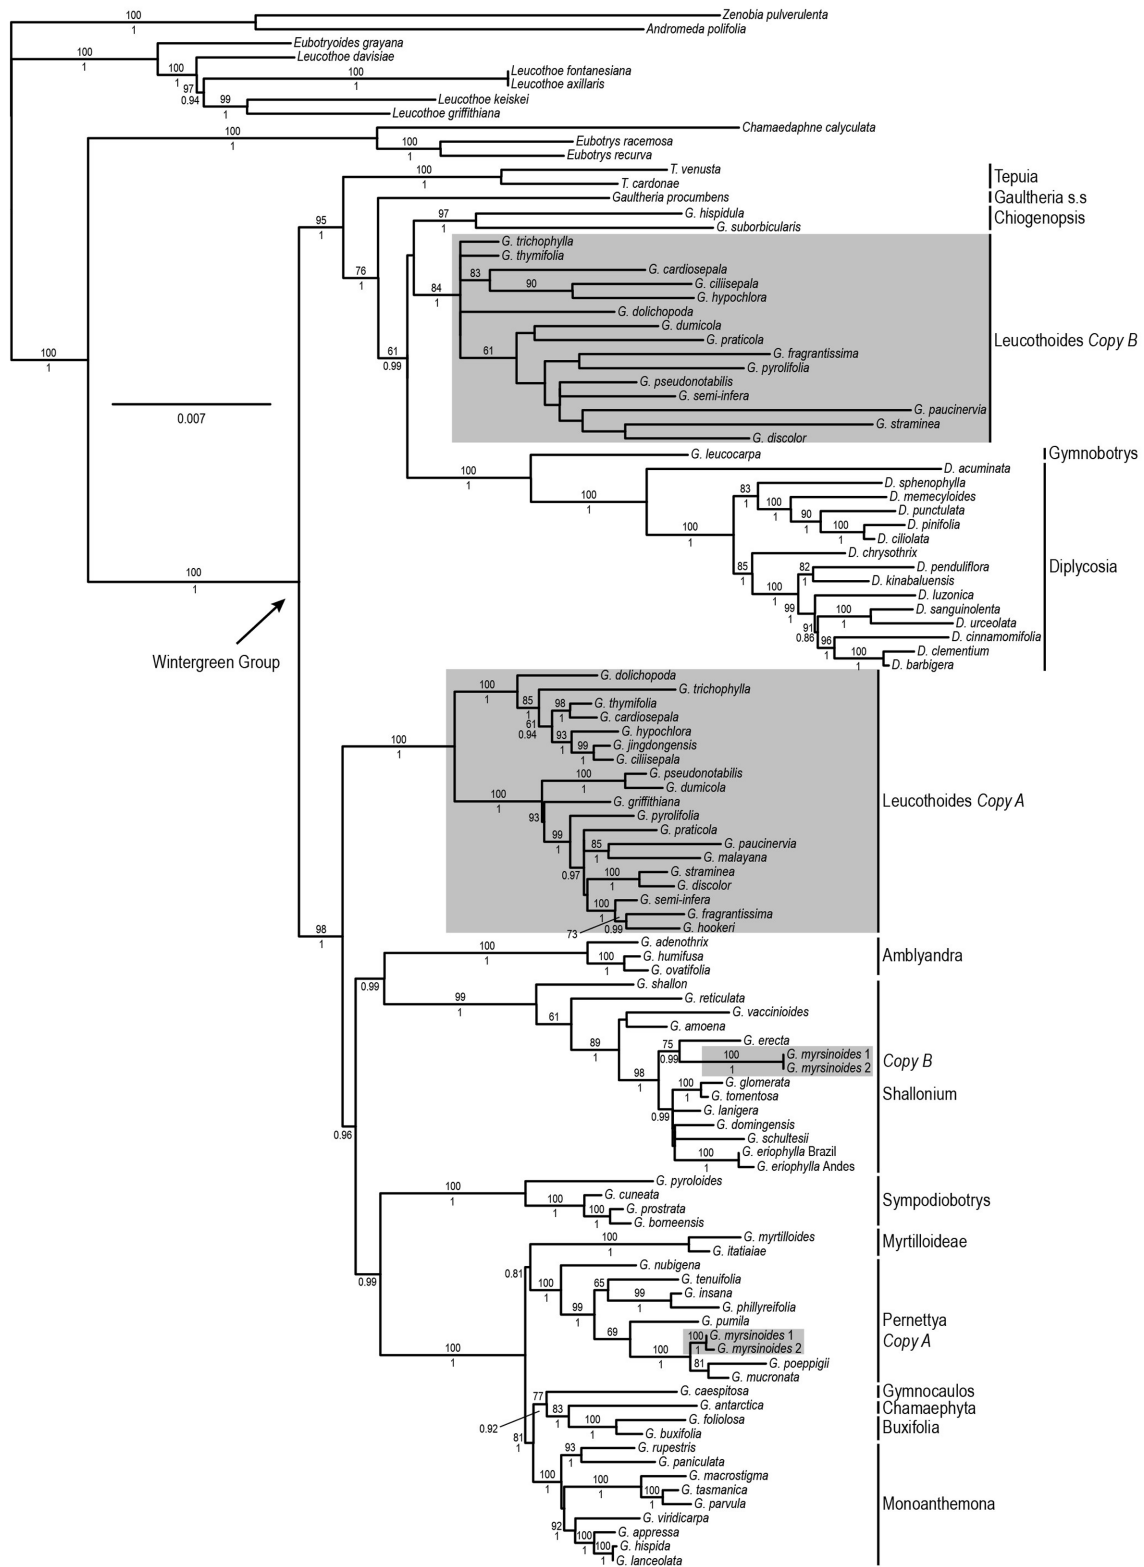 100
1
Zenobia pulverulenta
Andromeda polifolia
100
1
Eubotryoides grayana
100
1
Leucothoe davisiae
97
0.94
100
1
Leucothoe fontanesiana
Leucothoe axillaris
99
1
Leucothoe keiskei
Leucothoe griffithiana
100
1
Chamaedaphne calyculata
100
1
Eubotrys racemosa
Eubotrys recurva
100
1
0.007
100
1
Wintergreen Group
95
1
100
1
T. venusta
T. cardonae
Tepuia
76
1
Gaultheria procumbens
Gaultheria s.s
61
0.99
97
1
G. hispidula
G. suborbicularis
Chiogenopsis
84
1
G. trichophylla
G. thymifolia
83
G. cardiosepala
90
G. ciliisepala
G. hypochlora
G. dolichopoda
61
G. dumicola
G. praticola
G. fragrantissima
G. pyrolifolia
G. pseudonotabilis
G. semi-infera
G. paucinervia
G. straminea
G. discolor
Leucothoides Copy B
100
1
G. leucocarpa
Gymnobotrys
100
1
D. acuminata
100
1
83
1
D. sphenophylla
100
1
D. memecyloides
90
1
D. punctulata
100
1
D. pinifolia
D. ciliolata
85
1
D. chrysothrix
100
1
82
1
D. penduliflora
D. kinabaluensis
99
1
D. luzonica
91
0.86
100
1
D. sanguinolenta
D. urceolata
96
1
D. cinnamomifolia
100
1
D. clementium
D. barbigera
Diplycosia
98
1
100
1
100
1
G. dolichopoda
85
1
G. trichophylla
61
0.94
98
1
G. thymifolia
G. cardiosepala
93
1
G. hypochlora
99
1
G. jingdongensis
G. ciliisepala
100
1
100
1
G. pseudonotabilis
G. dumicola
93
G. griffithiana
99
1
G. pyrolifolia
0.97
G. praticola
85
1
G. paucinervia
G. malayana
100
1
G. straminea
G. discolor
100
1
G. semi-infera
73
0.99
G. fragrantissima
G. hookeri
Leucothoides Copy A
0.96
0.99
100
1
G. adenothrix
100
1
G. humifusa
G. ovatifolia
Amblyandra
99
1
G. shallon
61
G. reticulata
89
1
G. vaccinioides
G. amoena
98
1
75
0.99
G. erecta
100
1
G. myrsinoides 1
G. myrsinoides 2
Copy B
0.99
100
1
G. glomerata
G. tomentosa
G. lanigera
G. domingensis
G. schultesii
100
1
G. eriophylla Brazil
G. eriophylla Andes
Shallonium
0.99
100
1
G. pyroloides
100
1
G. cuneata
100
1
G. prostrata
G. borneensis
Sympodiobotrys
100
1
0.81
100
1
G. myrtilloides
G. itatiaiae
Myrtilloideae
100
1
G. nubigena
99
1
65
G. tenuifolia
99
1
G. insana
G. phillyreifolia
69
G. pumila
100
1
100
1
G. myrsinoides 1
G. myrsinoides 2
81
G. poeppigii
G. mucronata
Pernettya
Copy A
81
1
77
0.92
G. caespitosa
Gymnocaulos
83
1
G. antarctica
Chamaephyta
100
1
G. foliolosa
G. buxifolia
Buxifolia
100
1
93
1
G. rupestris
G. paniculata
100
1
G. macrostigma
100
1
G. tasmanica
G. parvula
92
1
G. viridicarpa
100
1
G. appressa
100
1
G. hispida
G. lanceolata
Monoanthemona